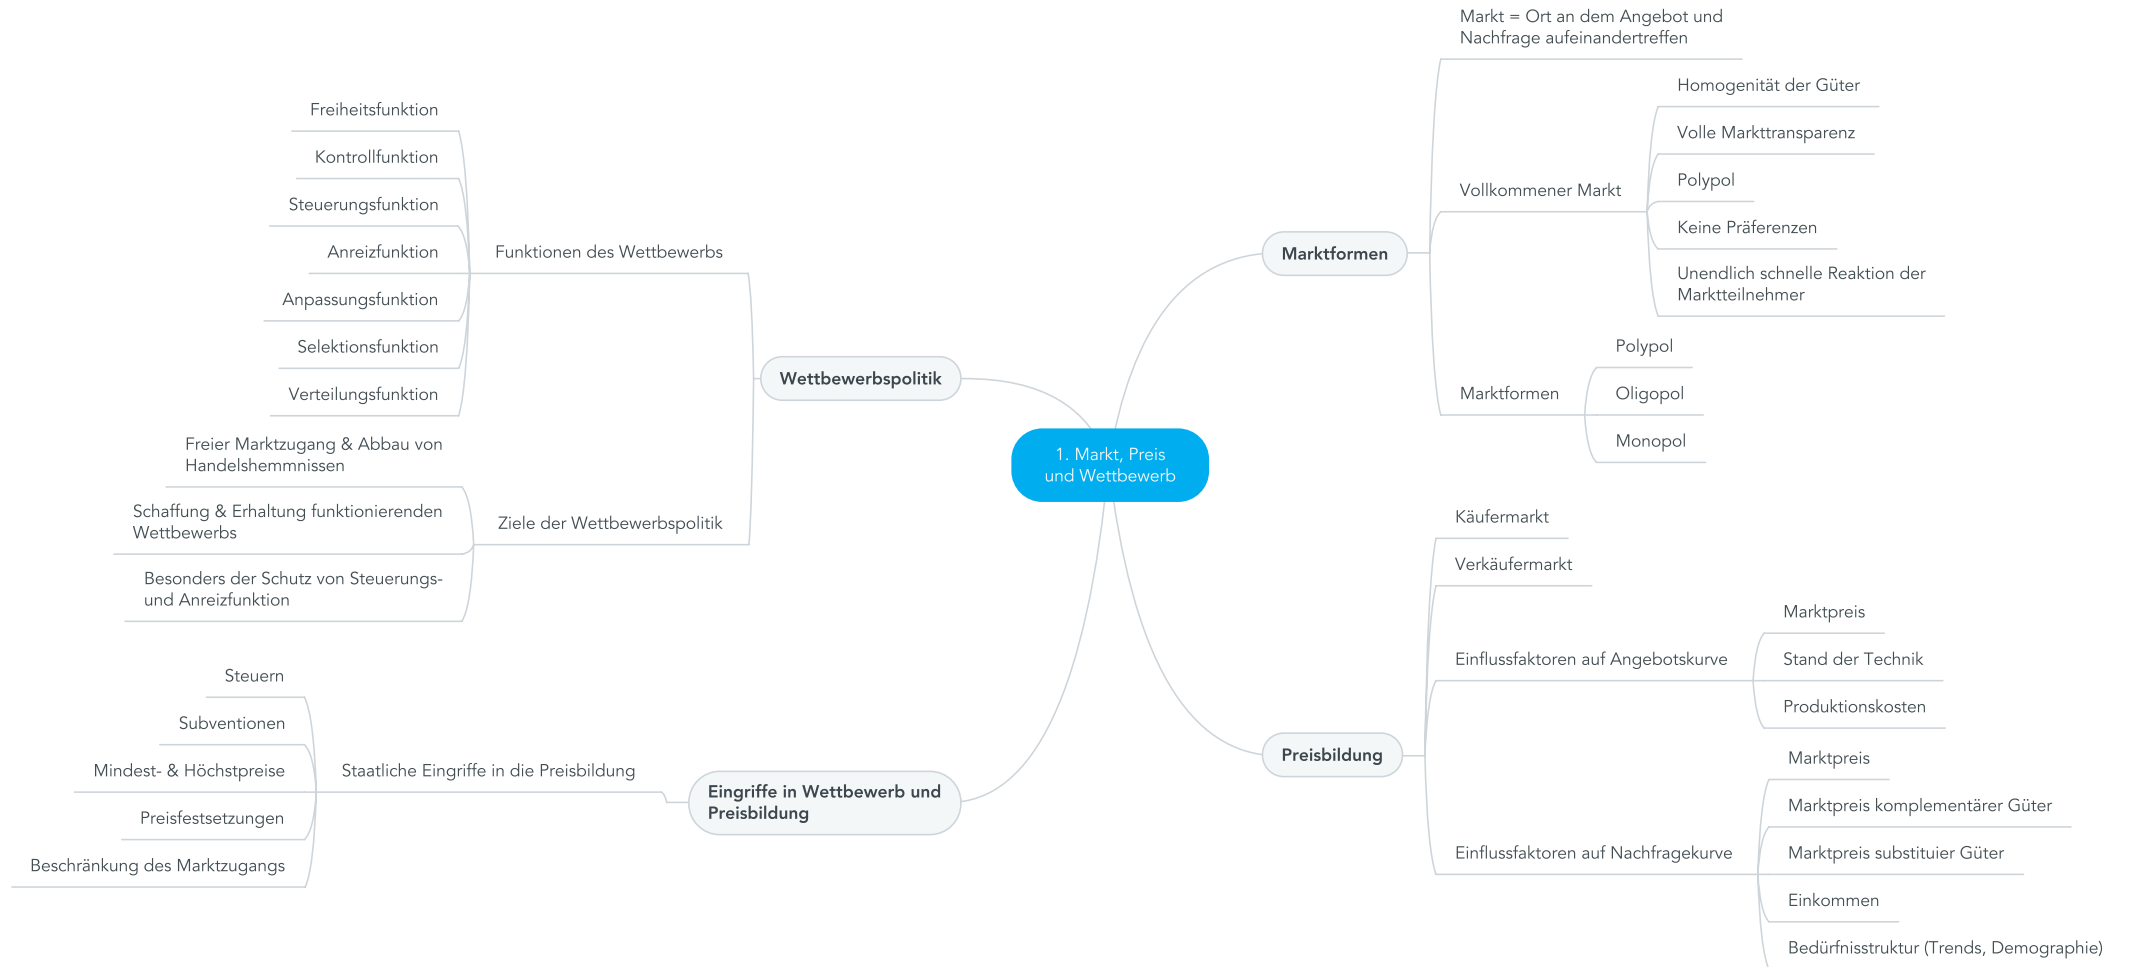 1. Markt, Preis
und Wettbewerb
Marktformen
Markt = Ort an dem Angebot und
Nachfrage aufeinandertreffen
Vollkommener Markt
Homogenität der Güter
Volle Markttransparenz
Polypol
Keine Präferenzen
Unendlich schnelle Reaktion der
Marktteilnehmer
Marktformen
Polypol
Oligopol
Monopol
Preisbildung
Käufermarkt
Verkäufermarkt
Einflussfaktoren auf Angebotskurve
Marktpreis
Stand der Technik
Produktionskosten
Einflussfaktoren auf Nachfragekurve
Marktpreis
Marktpreis komplementärer Güter
Marktpreis substituier Güter
Einkommen
Bedürfnisstruktur (Trends, Demographie)
Wettbewerbspolitik
Funktionen des Wettbewerbs
Freiheitsfunktion
Kontrollfunktion
Steuerungsfunktion
Anreizfunktion
Anpassungsfunktion
Selektionsfunktion
Verteilungsfunktion
Ziele der Wettbewerbspolitik
Freier Marktzugang & Abbau von
Handelshemmnissen
Schaffung & Erhaltung funktionierenden
Wettbewerbs
Besonders der Schutz von Steuerungs-
und Anreizfunktion
Eingriffe in Wettbewerb und
Preisbildung
Staatliche Eingriffe in die Preisbildung
Steuern
Subventionen
Mindest- & Höchstpreise
Preisfestsetzungen
Beschränkung des Marktzugangs